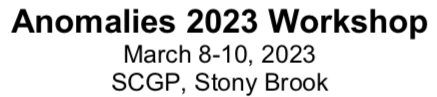 Anomalies 2023 Workshop
March 8-10, 2023
SCGP, Stony Brook